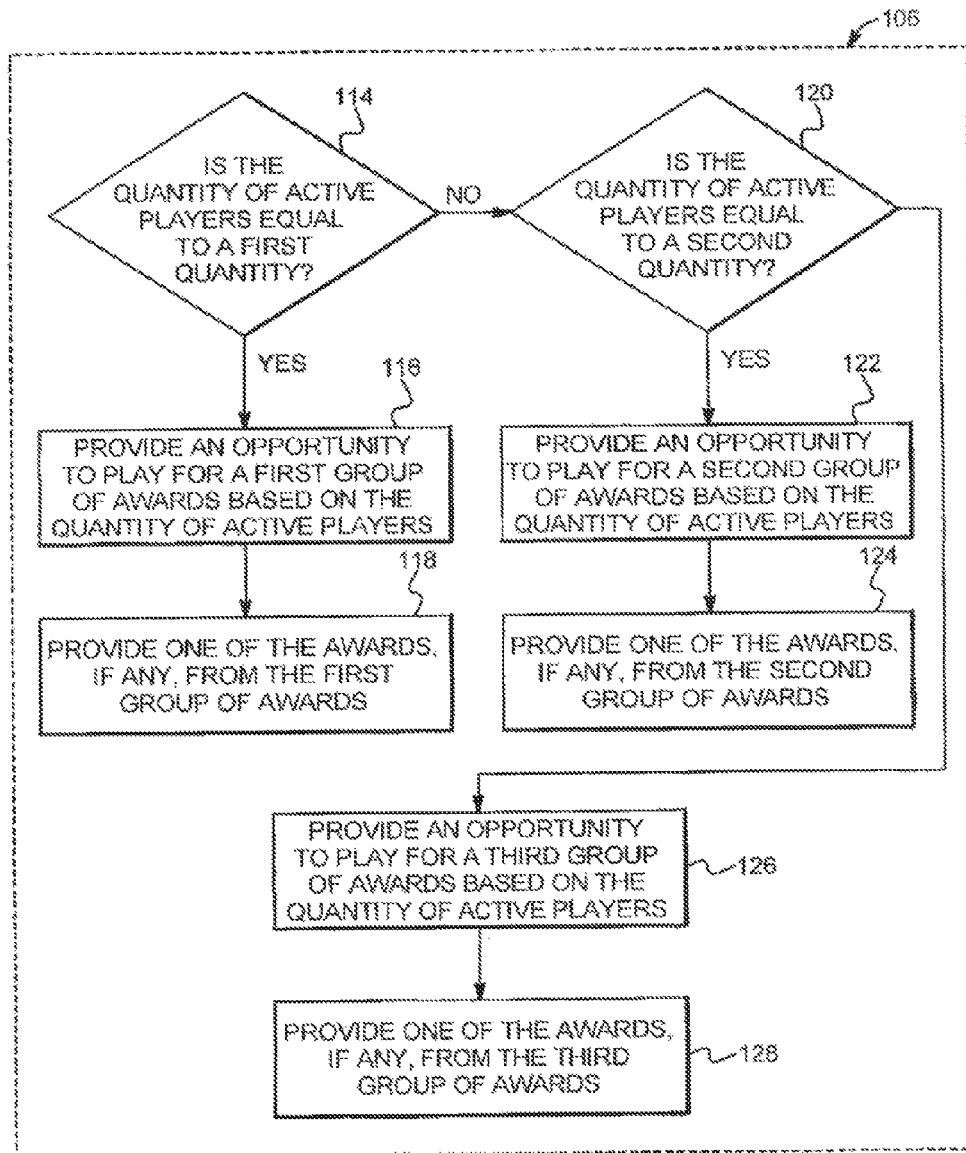 106
114
120
IS THE
QUANTITY OF ACTIVE
PLAYERS EQUAL
TO A FIRST
QUANTITY?
NO
IS THE
QUANTITY OF ACTIVE
PLAYERS EQUAL
TO A SECOND
QUANTITY?
YES
YES
116
122
PROVIDE AN OPPORTUNITY
TO PLAY FOR A FIRST GROUP
OF AWARDS BASED ON THE
QUANTITY OF ACTIVE PLAYERS
PROVIDE AN OPPORTUNITY
TO PLAY FOR A SECOND GROUP
OF AWARDS BASED ON THE
QUANTITY OF ACTIVE PLAYERS
118
124
PROVIDE ONE OF THE AWARDS,
IF ANY, FROM THE FIRST
GROUP OF AWARDS
PROVIDE ONE OF THE AWARDS,
IF ANY, FROM THE SECOND
GROUP OF AWARDS
PROVIDE AN OPPORTUNITY
TO PLAY FOR A THIRD GROUP
OF AWARDS BASED ON THE
QUANTITY OF ACTIVE PLAYERS
126
PROVIDE ONE OF THE AWARDS,
IF ANY, FROM THE THIRD
GROUP OF AWARDS
128